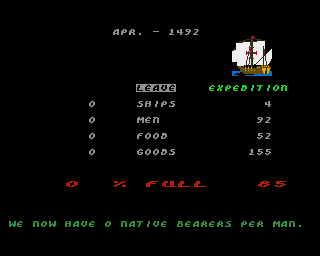 APR. - 1492
LEAVE EXPEDITION
0 SHIPS 4
0 MEN 92
0 FOOD 52
0 GOODS 155
0 % FULL 85
WE NOW HAVE 0 NATIVE BEARERS PER MAN.